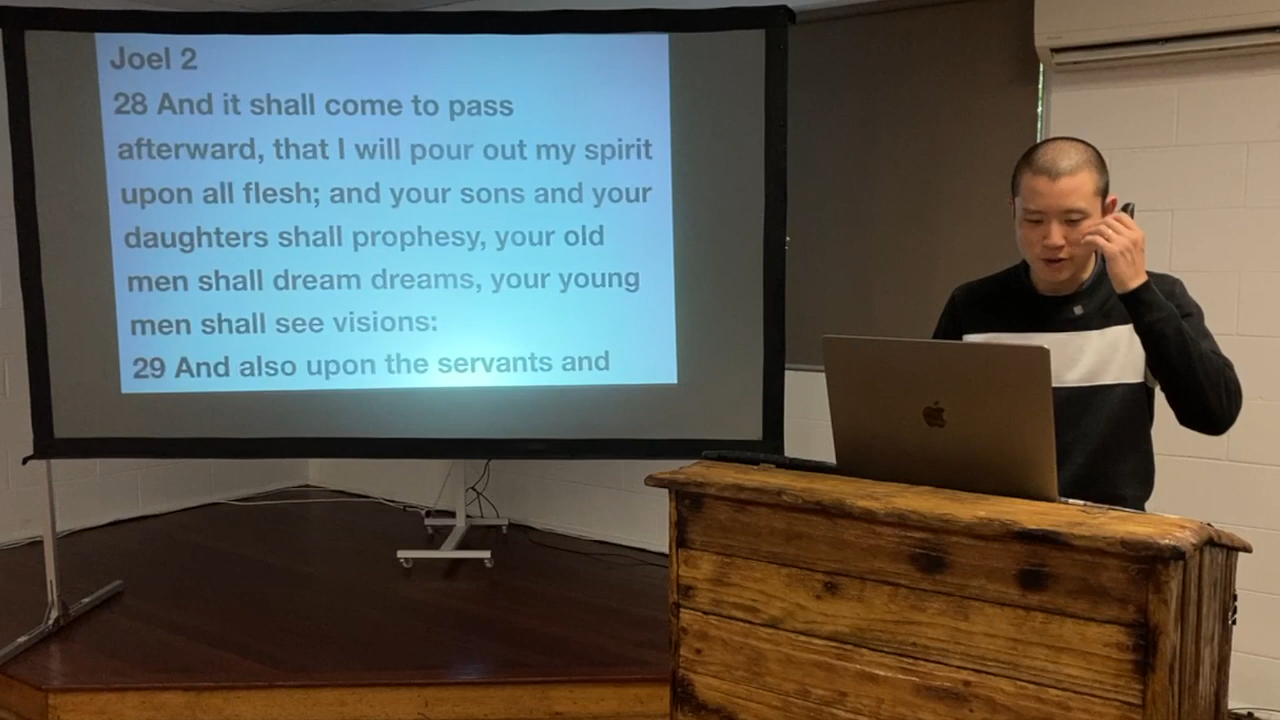 Joel 2
28 And it shall come to pass
afterward, that I will pour out my spirit
upon all flesh; and your sons and your
daughters shall prophesy, your old
men shall dream dreams, your young
men shall see visions:
29 And also upon the servants and